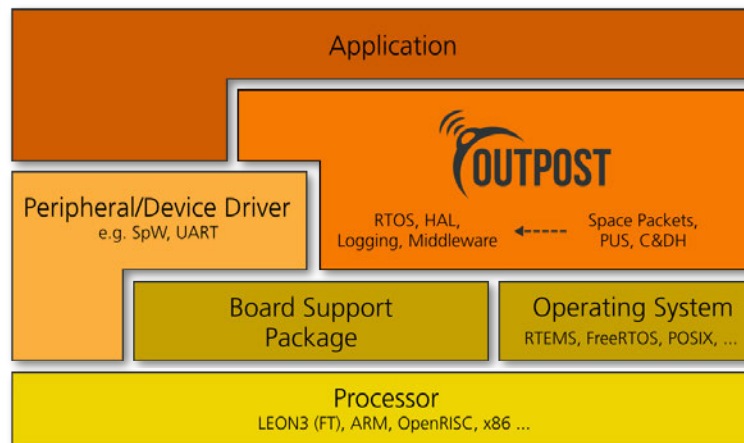 Application
OUTPOST
RTOS, HAL,
Logging, Middleware
Space Packets,
PUS, C&DH
Peripheral/Device Driver
e.g. SpW, UART
Board Support
Package
Operating System
RTEMS, FreeRTOS, POSIX, ...
Processor
LEON3 (FT), ARM, OpenRISC, x86 ...